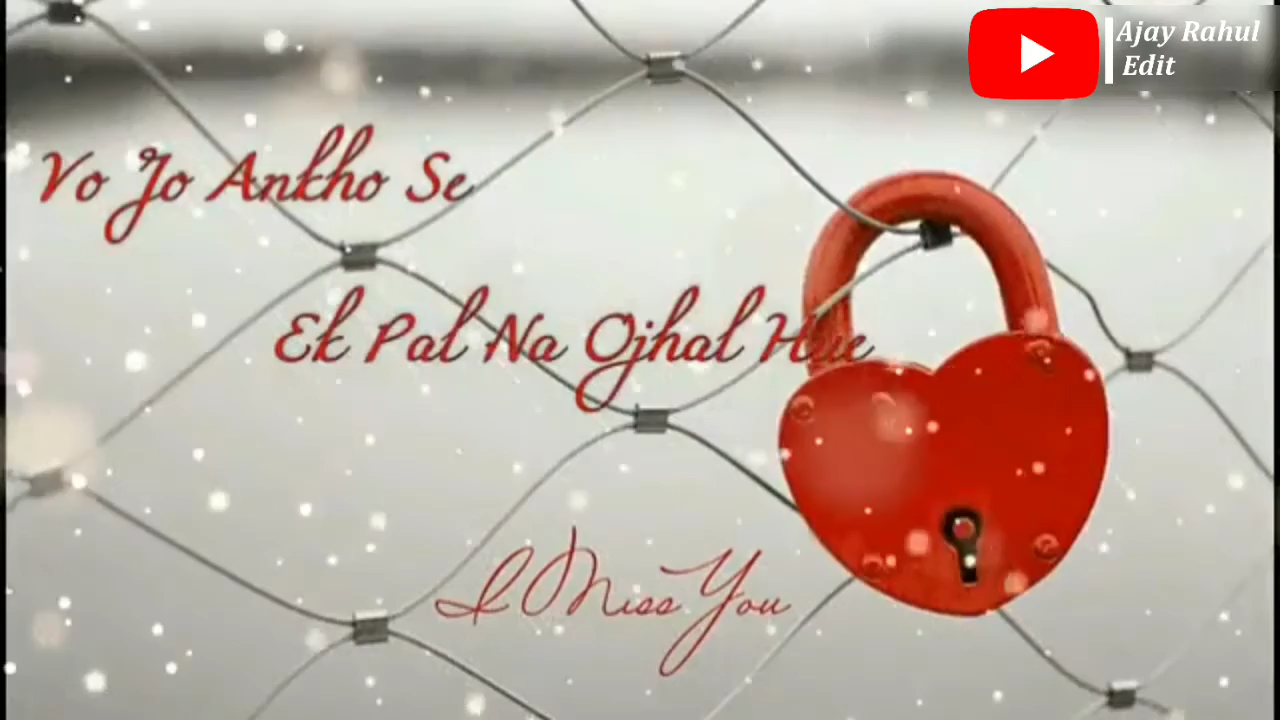 Ajay Rahul
Edit
Vo Jo Ankho Se
Ek Pal Na Ojhal Hue
I Miss You